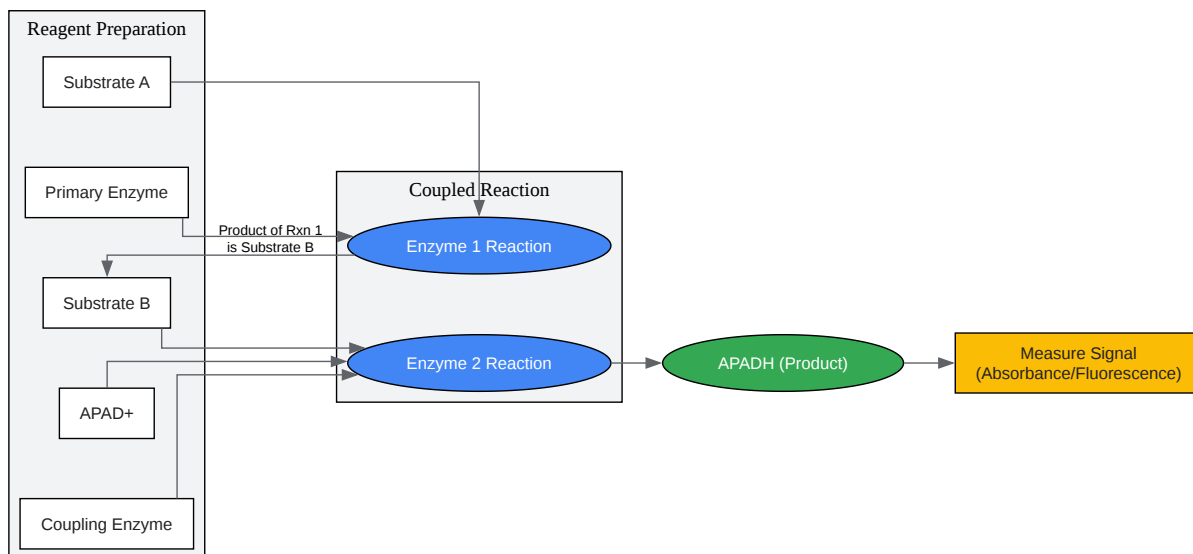 Reagent Preparation
Substrate A
Primary Enzyme
Substrate B
APAD+
Coupling Enzyme
Product of Rxn 1
is Substrate B
Coupled Reaction
Enzyme 1 Reaction
Enzyme 2 Reaction
APADH (Product)
Measure Signal
(Absorbance/Fluorescence)